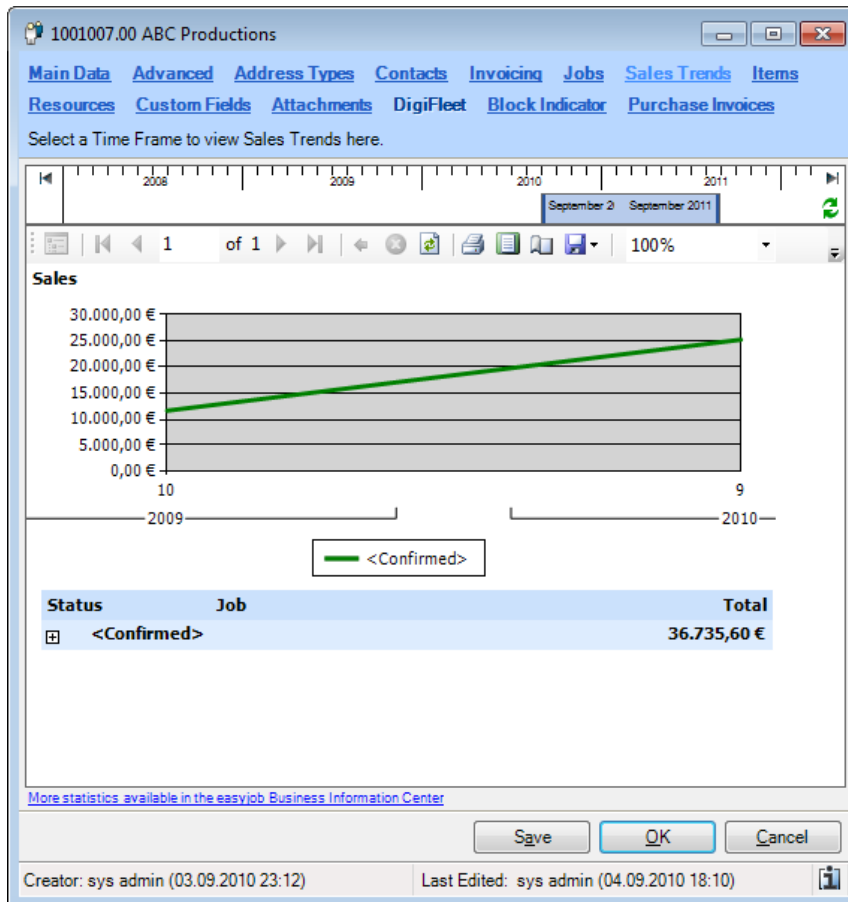 1001007.00 ABC Productions
Main Data Advanced Address Types Contacts Invoicing Jobs Sales Trends Items
Resources Custom Fields Attachments DigiFleet Block Indicator Purchase Invoices
Select a Time Frame to view Sales Trends here.
2008 2009 2010 2011
September 2 September 2011
1 of 1 100%
Sales
30.000,00 €
25.000,00 €
20.000,00 €
15.000,00 €
10.000,00 €
5.000,00 €
0,00 €
10 9
2009 2010
<Confirmed>
Status Job Total
<Confirmed> 36.735,60 €
More statistics available in the easyjob Business Information Center
Save OK Cancel
Creator: sys admin (03.09.2010 23:12) Last Edited: sys admin (04.09.2010 18:10)